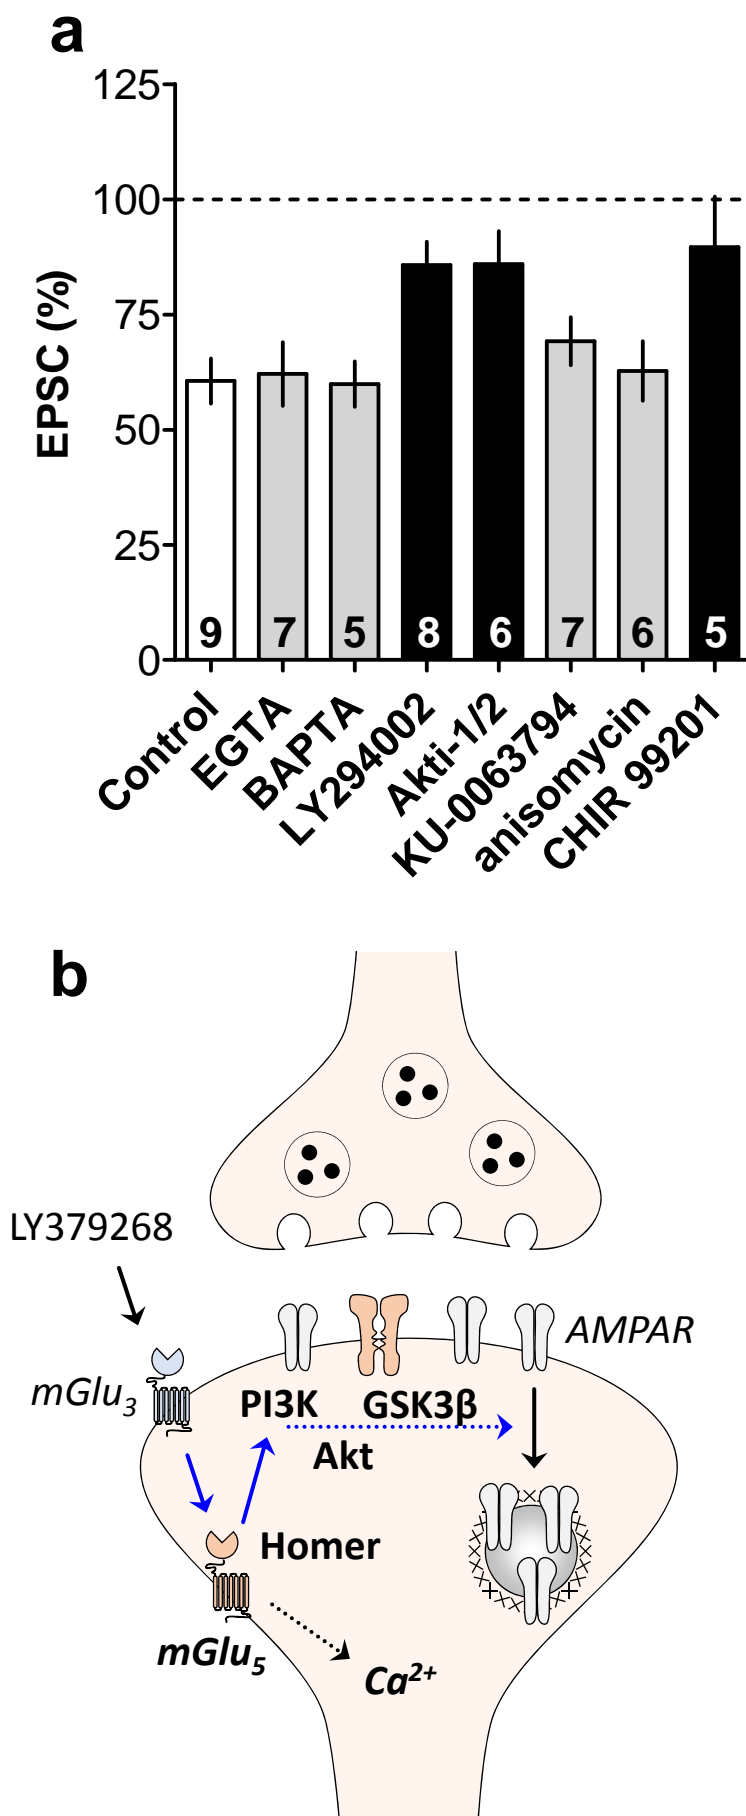 a
125
100
75
50
25
0
EPSC (%)
9 7 5 8 6 7 6 5
Control
EGTA
BAPTA
LY294002
Akti-1/2
KU-0063794
anisomycin
CHIR 99201
b
LY379268
AMPAR
mGlu3
PI3K GSK3β
Akt
Homer
mGlu5
Ca2+